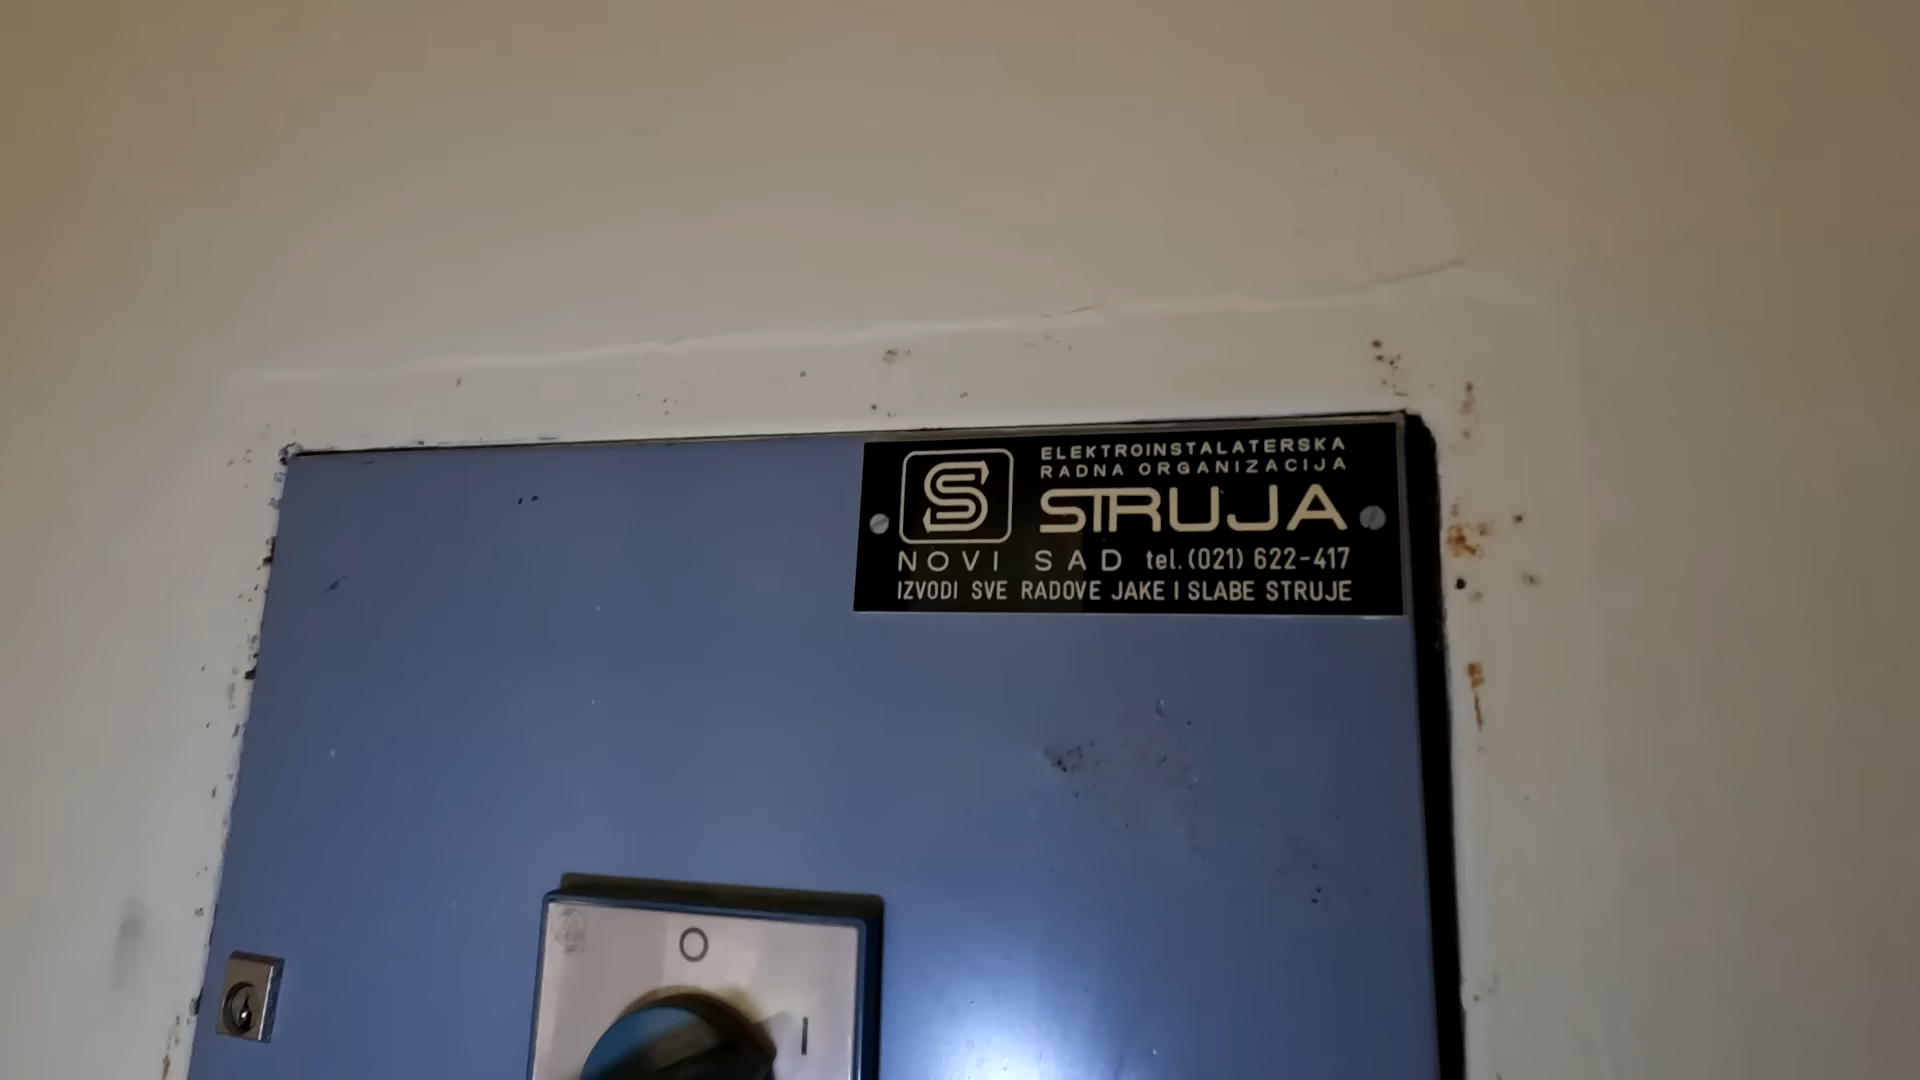 S
ELEKTROINSTALATERSKA
RADNA ORGANIZACIJA
STRUJA
NOVI SAD tel. (021) 622-417
IZVODI SVE RADOVE JAKE I SLABE STRUJE
O
I